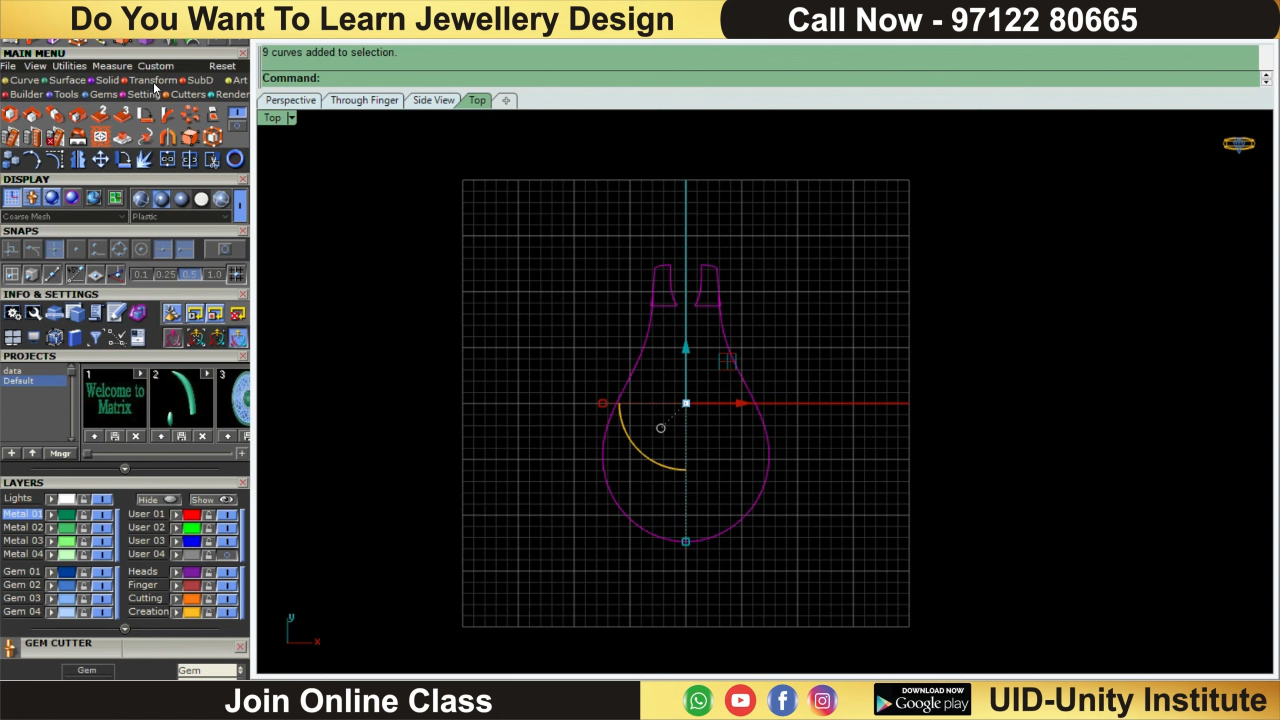 Do You Want To Learn Jewellery Design
Call Now - 97122 80665
MAIN MENU
File View Utilities Measure Custom Reset
Curve Surface Solid Transform SubD Art
Builder Tools Gems Setting Cutters Render
DISPLAY
Coarse Mesh Plastic
SNAPS
0.1 0.25 0.5 1.0
INFO & SETTINGS
PROJECTS
data
Default
1 Welcome to Matrix
2
3
Mngr
LAYERS
Lights Hide Show
Metal 01 User 01
Metal 02 User 02
Metal 03 User 03
Metal 04 User 04
Gem 01 Heads
Gem 02 Finger
Gem 03 Cutting
Gem 04 Creation
GEM CUTTER
Gem Gem
9 curves added to selection.
Command:
Perspective Through Finger Side View Top
Top
y
x
Join Online Class
DOWNLOAD NOW
Google play
UID-Unity Institute